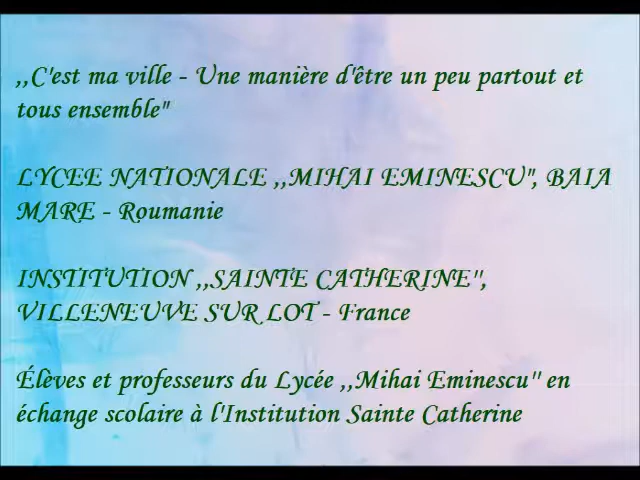 ,,C'est ma ville - Une manière d'être un peu partout et
tous ensemble"
LYCEE NATIONALE ,,MIHAI EMINESCU", BAIA
MARE - Roumanie
INSTITUTION ,,SAINTE CATHERINE",
VILLENEUVE SUR LOT - France
Élèves et professeurs du Lycée ,,Mihai Eminescu" en
échange scolaire à l'Institution Sainte Catherine